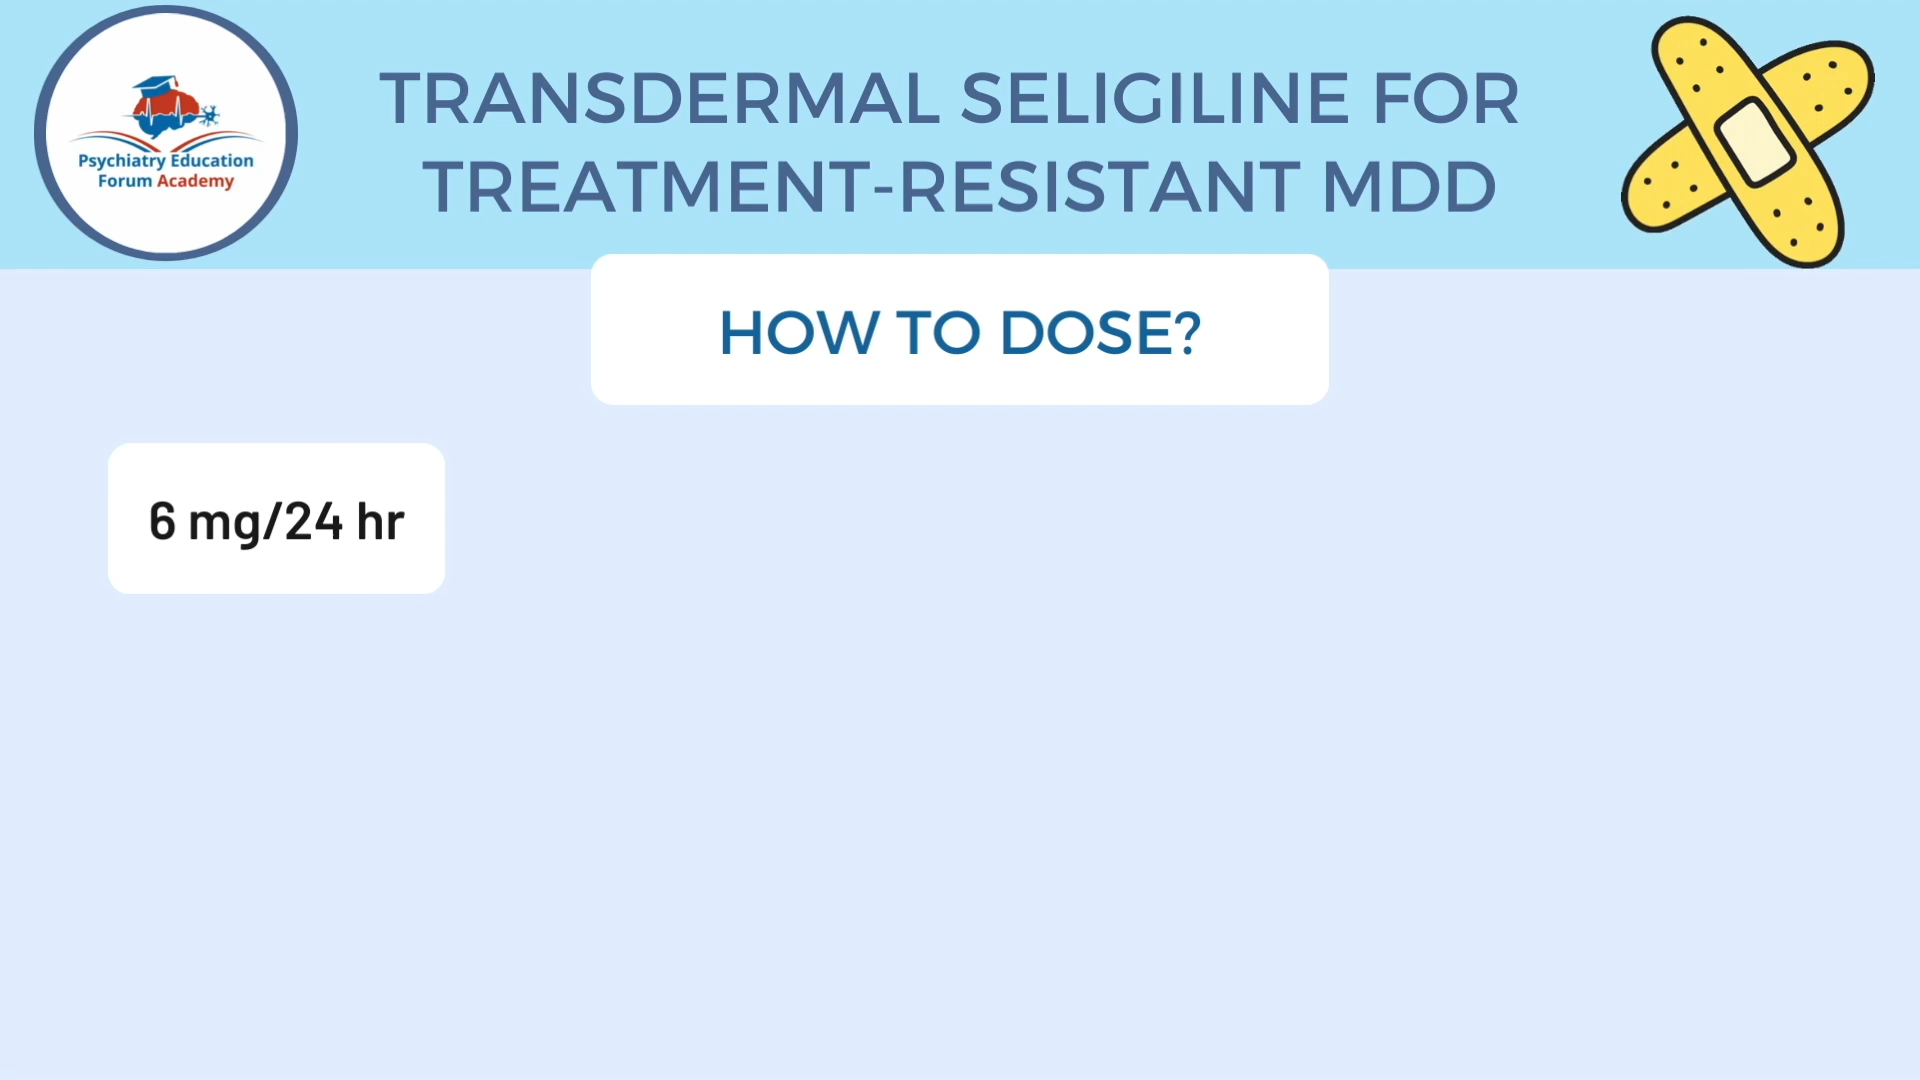 Psychiatry Education
Forum Academy
TRANSDERMAL SELIGILINE FOR
TREATMENT-RESISTANT MDD
HOW TO DOSE?
6 mg/24 hr